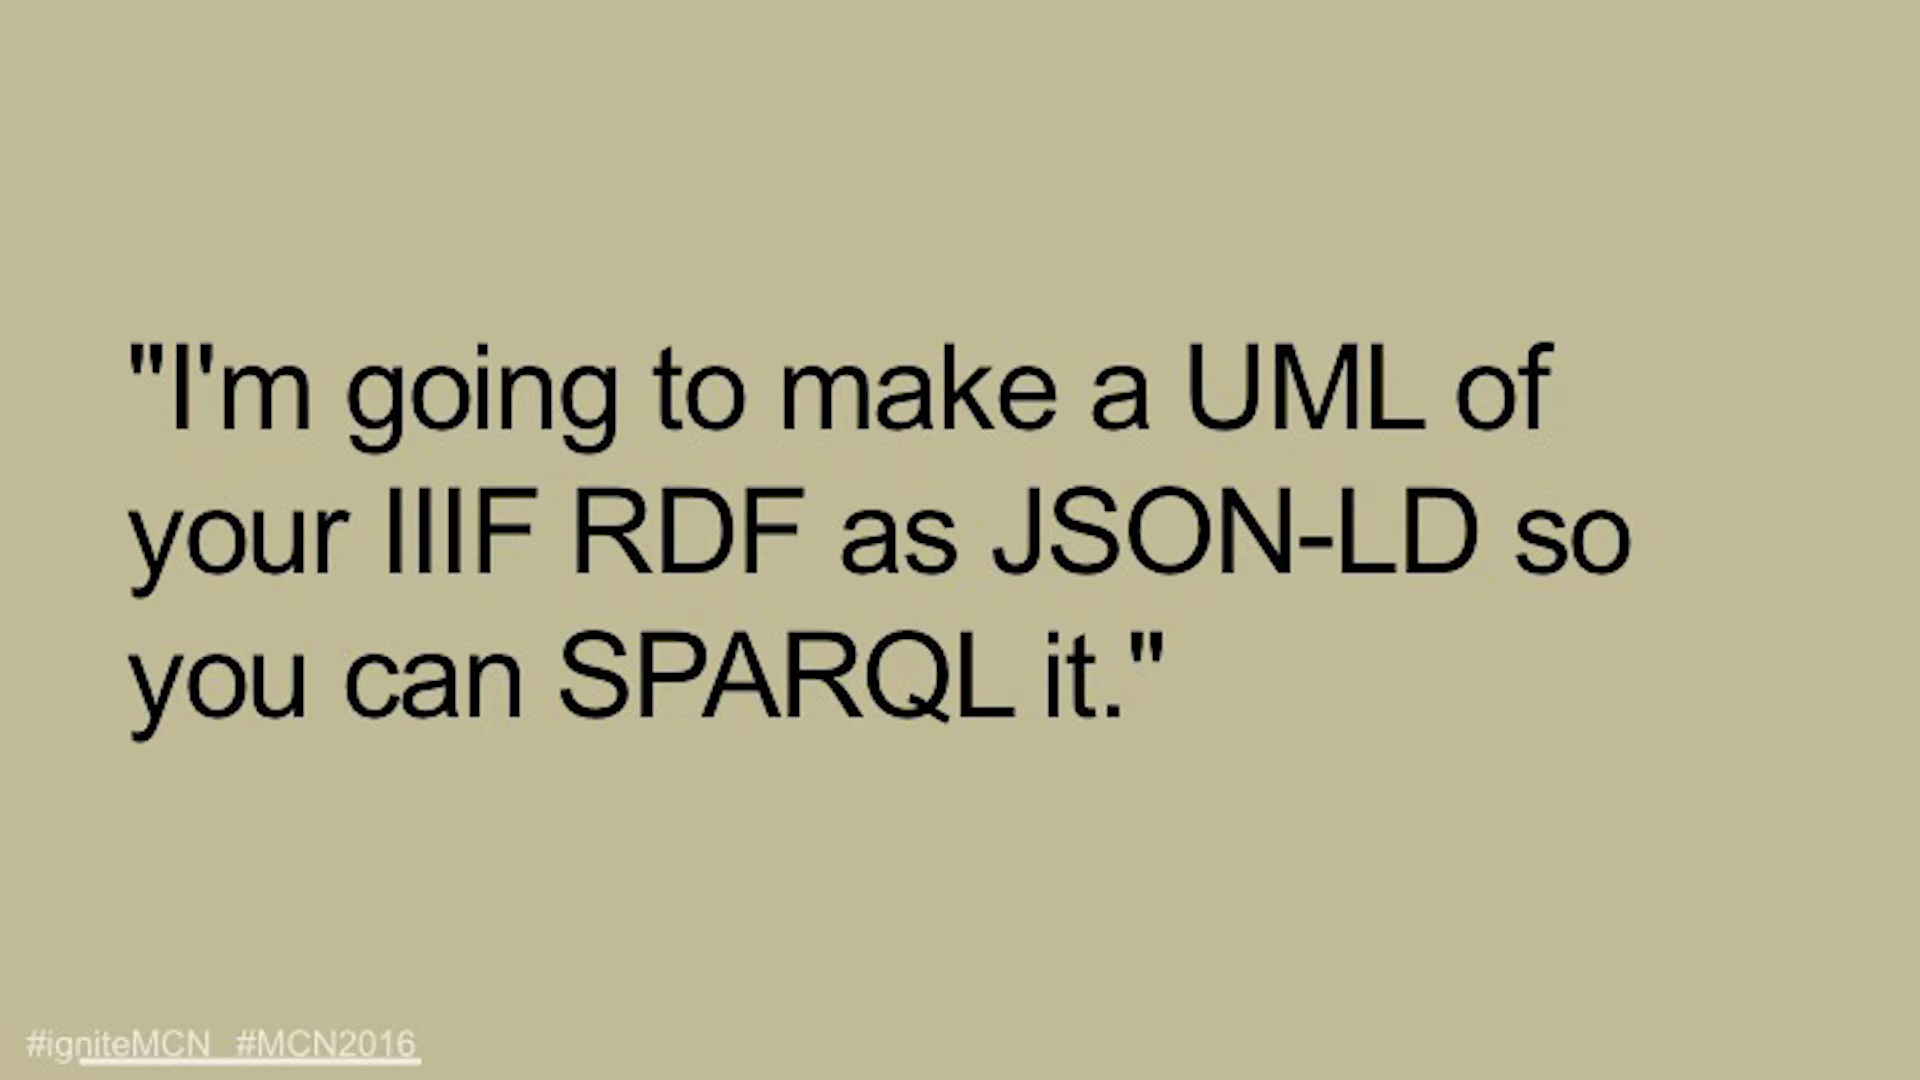 "I'm going to make a UML of
your IIIF RDF as JSON-LD so
you can SPARQL it."
#igniteMCN #MCN2016